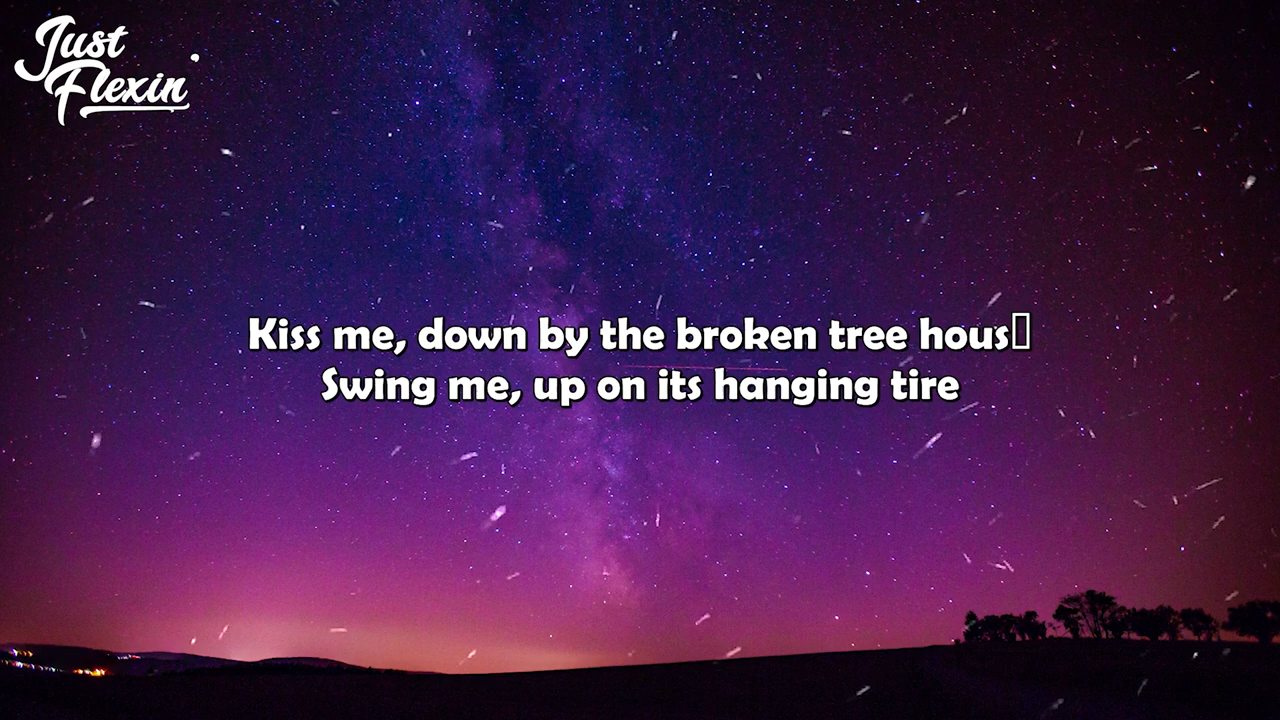 Just
Flexin'
Kiss me, down by the broken tree hous▯
Swing me, up on its hanging tire